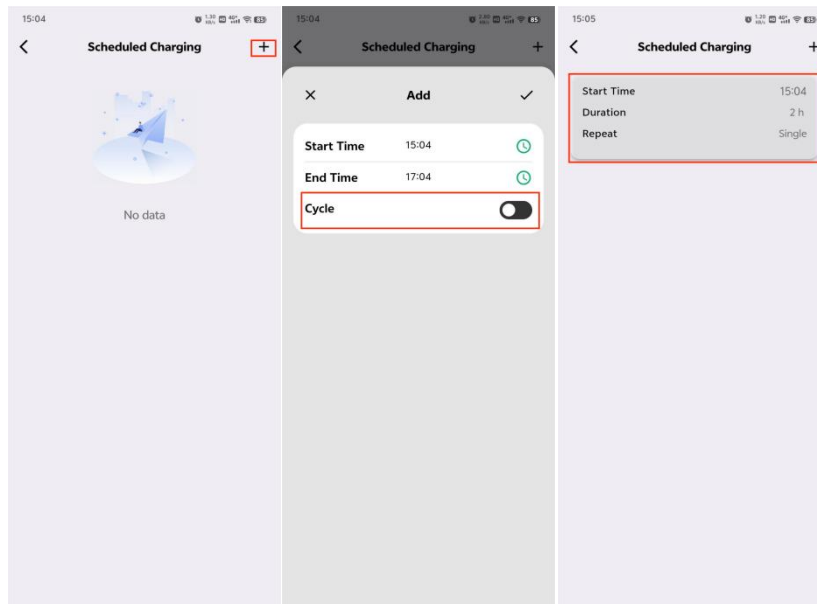 15:04
Scheduled Charging
No data
15:04
Scheduled Charging
Add
Start Time 15:04
End Time 17:04
Cycle
15:05
Scheduled Charging
Start Time 15:04
Duration 2 h
Repeat Single